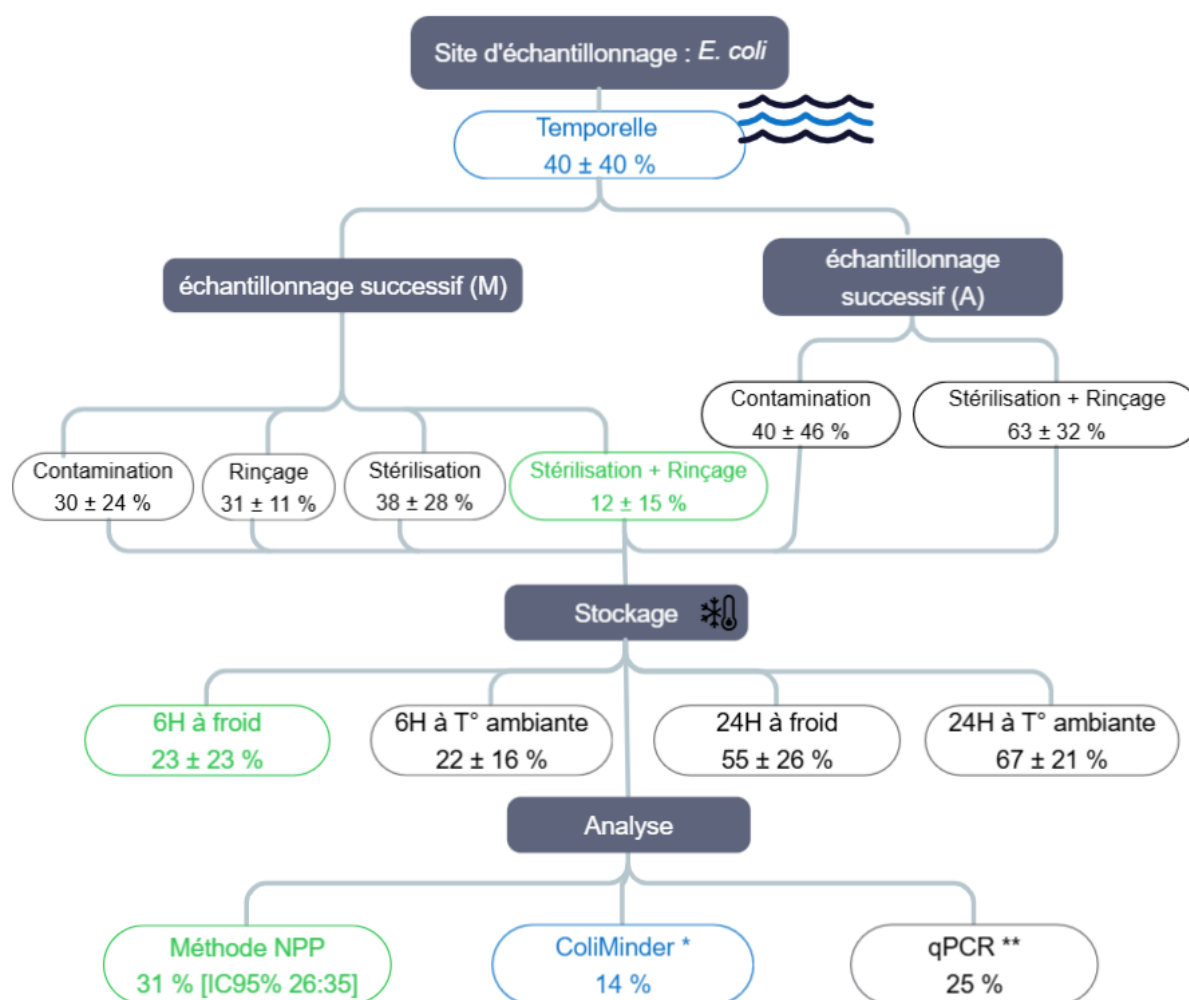 Site d'échantillonnage : E. coli
Temporelle
40 ± 40 %
échantillonnage successif (M)
échantillonnage
successif (A)
Contamination
40 ± 46 %
Stérilisation + Rinçage
63 ± 32 %
Contamination
30 ± 24 %
Rinçage
31 ± 11 %
Stérilisation
38 ± 28 %
Stérilisation + Rinçage
12 ± 15 %
Stockage
6H à froid
23 ± 23 %
6H à T° ambiante
22 ± 16 %
24H à froid
55 ± 26 %
24H à T° ambiante
67 ± 21 %
Analyse
Méthode NPP
31 % [IC95% 26:35]
ColiMinder *
14 %
qPCR **
25 %